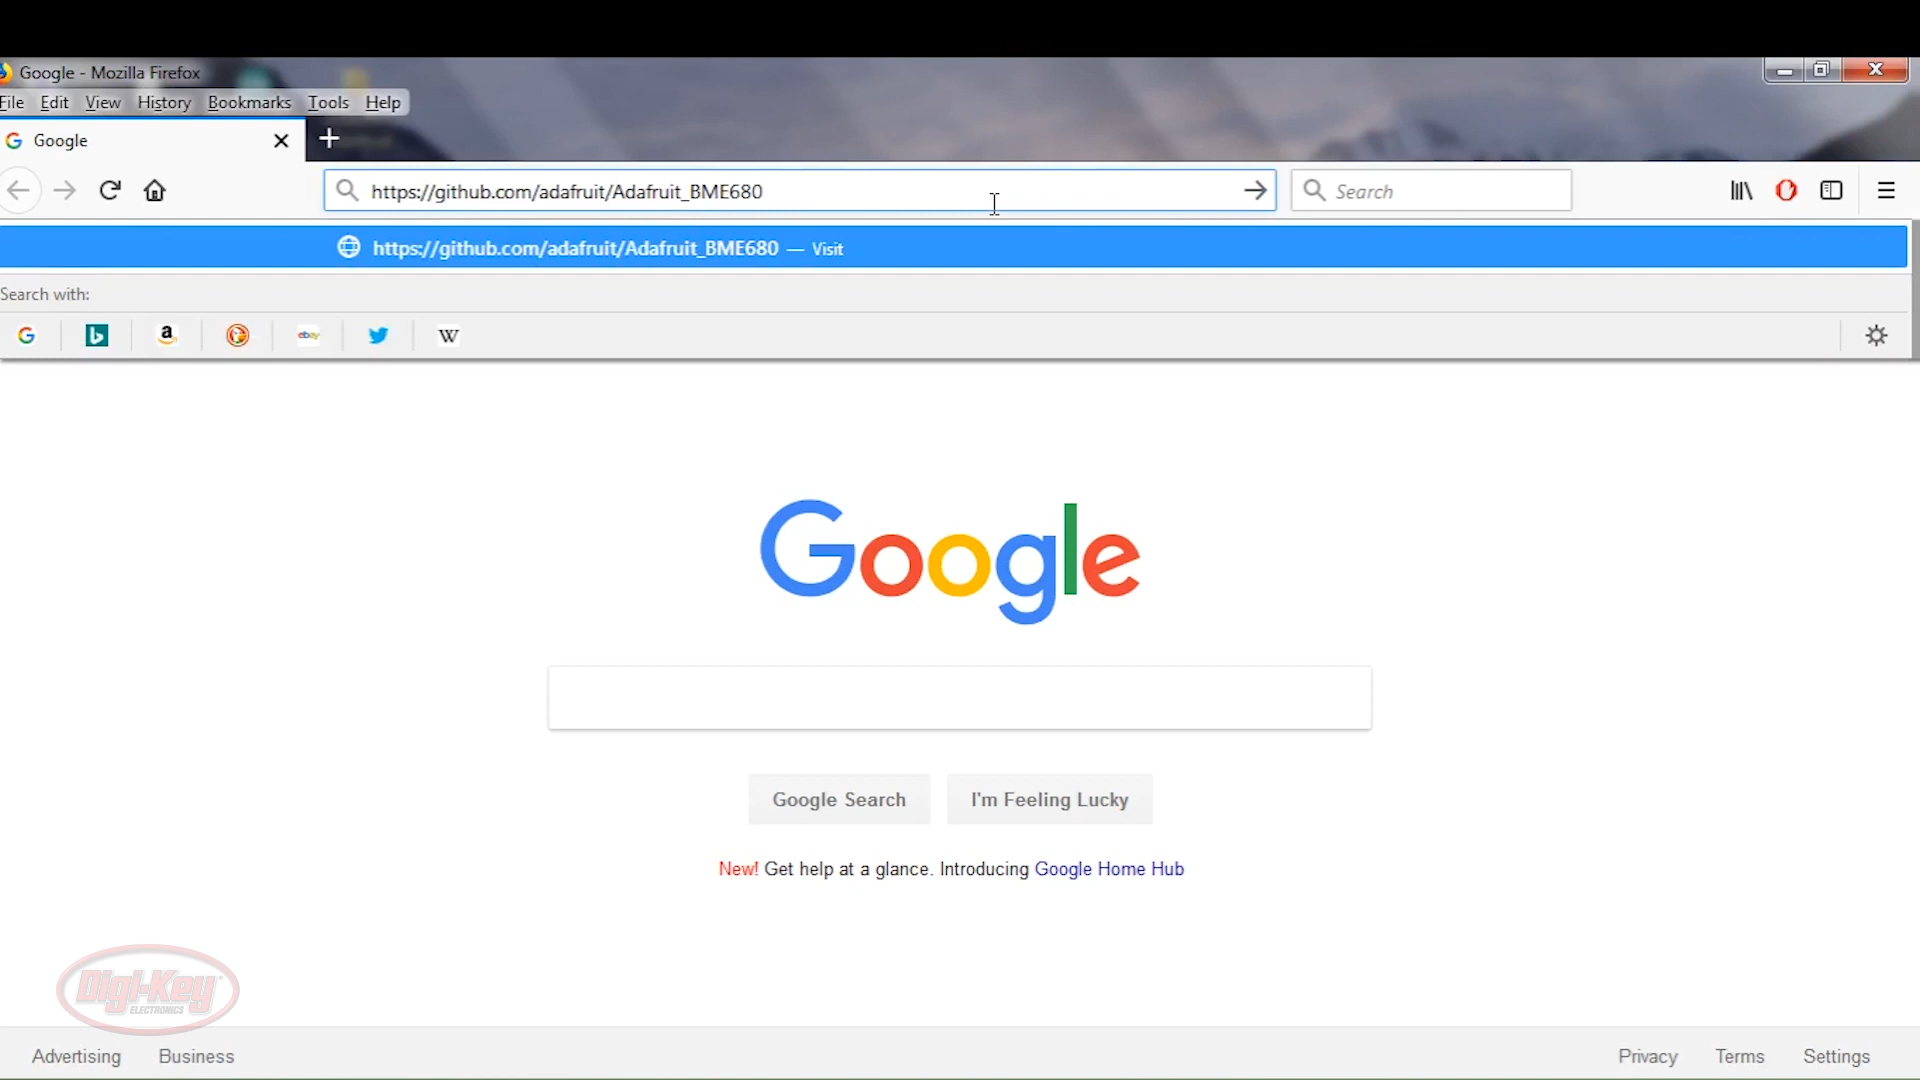 Google - Mozilla Firefox
File Edit View History Bookmarks Tools Help
Google
https://github.com/adafruit/Adafruit_BME680
Search
https://github.com/adafruit/Adafruit_BME680 — Visit
Search with:
G b a ebay W
Google
Google Search I'm Feeling Lucky
New! Get help at a glance. Introducing Google Home Hub
Digi-Key
ELECTRONICS
Advertising Business Privacy Terms Settings